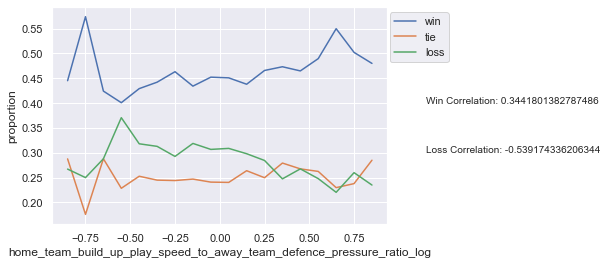 win
tie
loss
0.55
0.50
0.45
0.40
0.35
0.30
0.25
0.20
proportion
Win Correlation: 0.3441801382787486
Loss Correlation: -0.539174336206344
−0.75 −0.50 −0.25 0.00 0.25 0.50 0.75
home_team_build_up_play_speed_to_away_team_defence_pressure_ratio_log